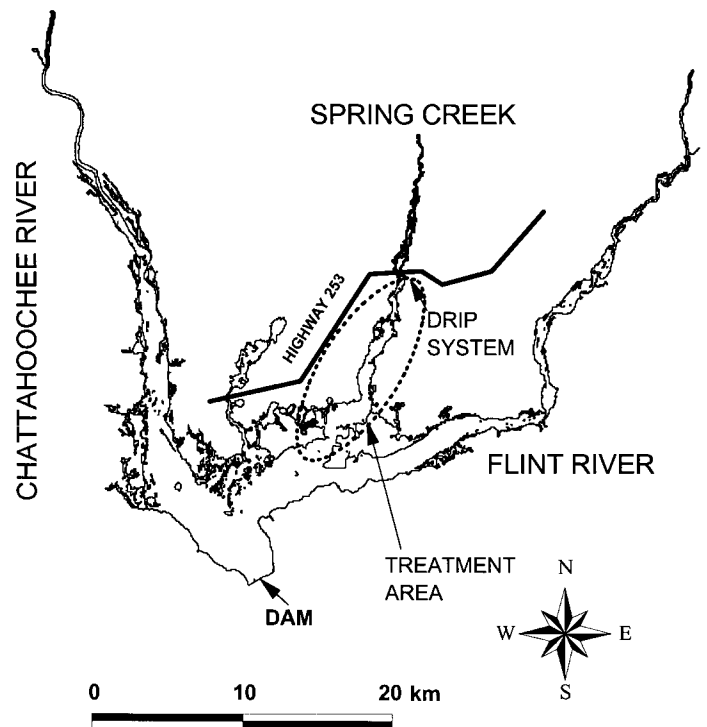 SPRING CREEK
CHATTAHOOCHEE RIVER
HIGHWAY 253
DRIP
SYSTEM
FLINT RIVER
TREATMENT
AREA
DAM
N
W
E
S
0 10 20 km